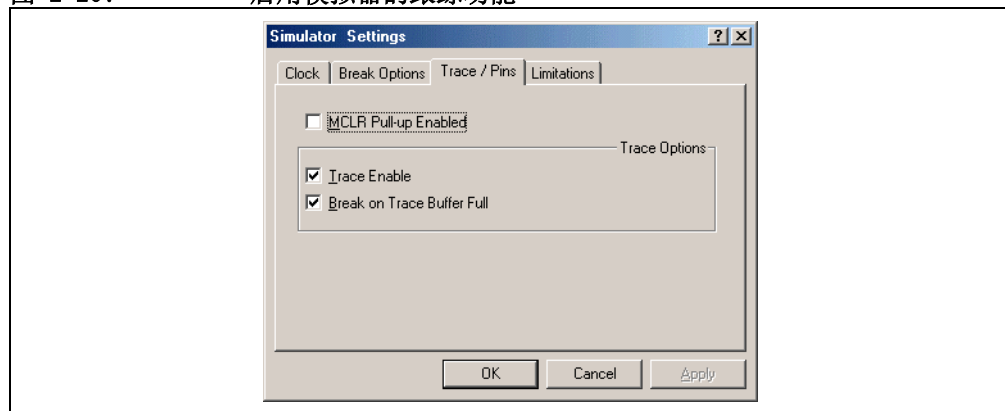 Simulator Settings
Clock
Break Options
Trace / Pins
Limitations
MCLR Pull-up Enabled
Trace Options
Trace Enable
Break on Trace Buffer Full
OK
Cancel
Apply